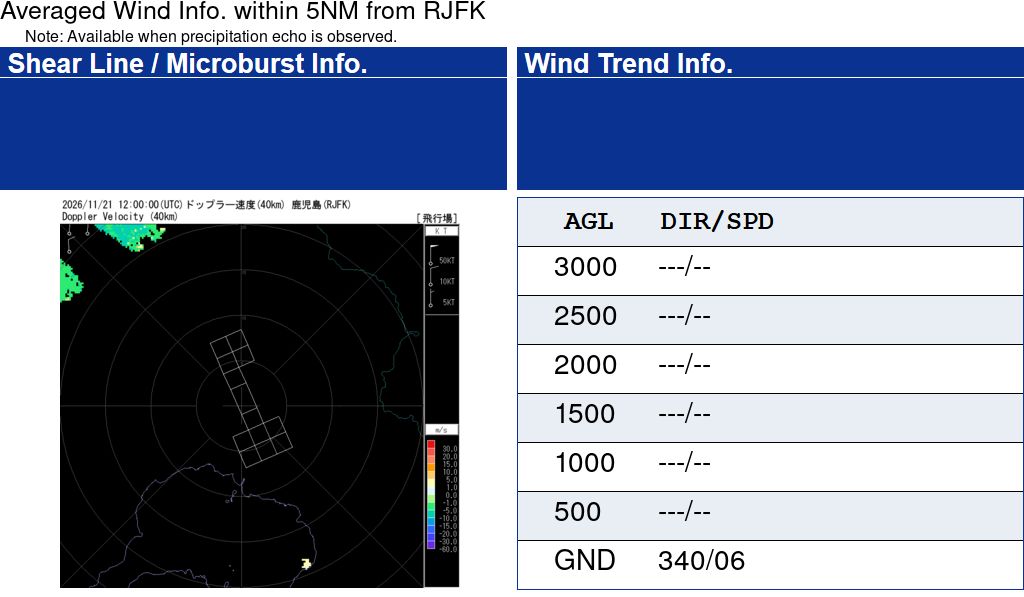 Averaged Wind Info. within 5NM from RJFK
Note: Available when precipitation echo is observed.
Shear Line / Microburst Info.
Wind Trend Info.
2026/11/21 12:00:00(UTC) ドップラー速度(40km) 鹿児島(RJFK)
Doppler Velocity (40km)
[飛行場]
KT
50KT
10KT
5KT
m/s
30.0
20.0
15.0
10.0
5.0
1.0
0.0
-1.0
-5.0
-10.0
-15.0
-20.0
-30.0
-60.0
AGL DIR/SPD
3000 ---/--
2500 ---/--
2000 ---/--
1500 ---/--
1000 ---/--
500 ---/--
GND 340/06